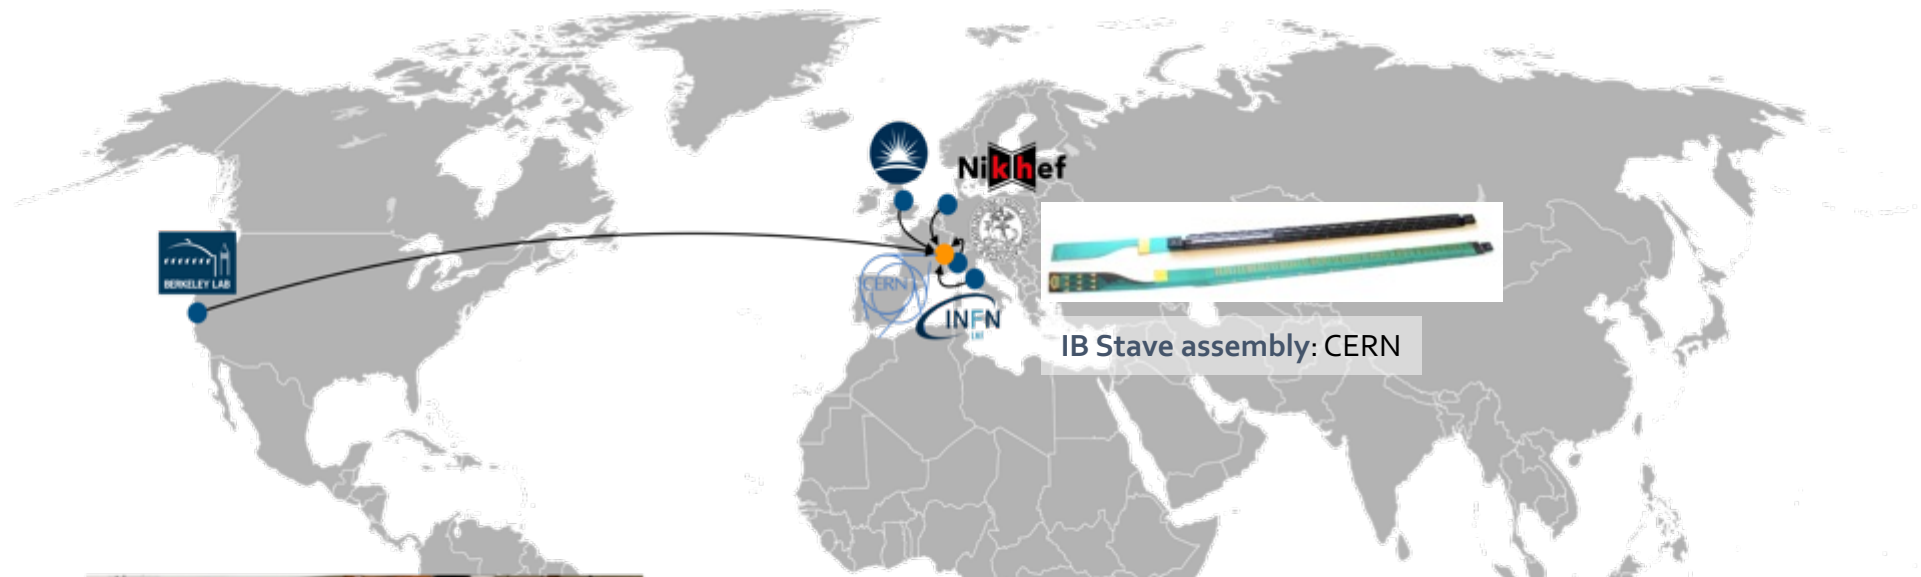 Nikhef
BERKELEY LAB
CERN
INFN
IB Stave assembly: CERN